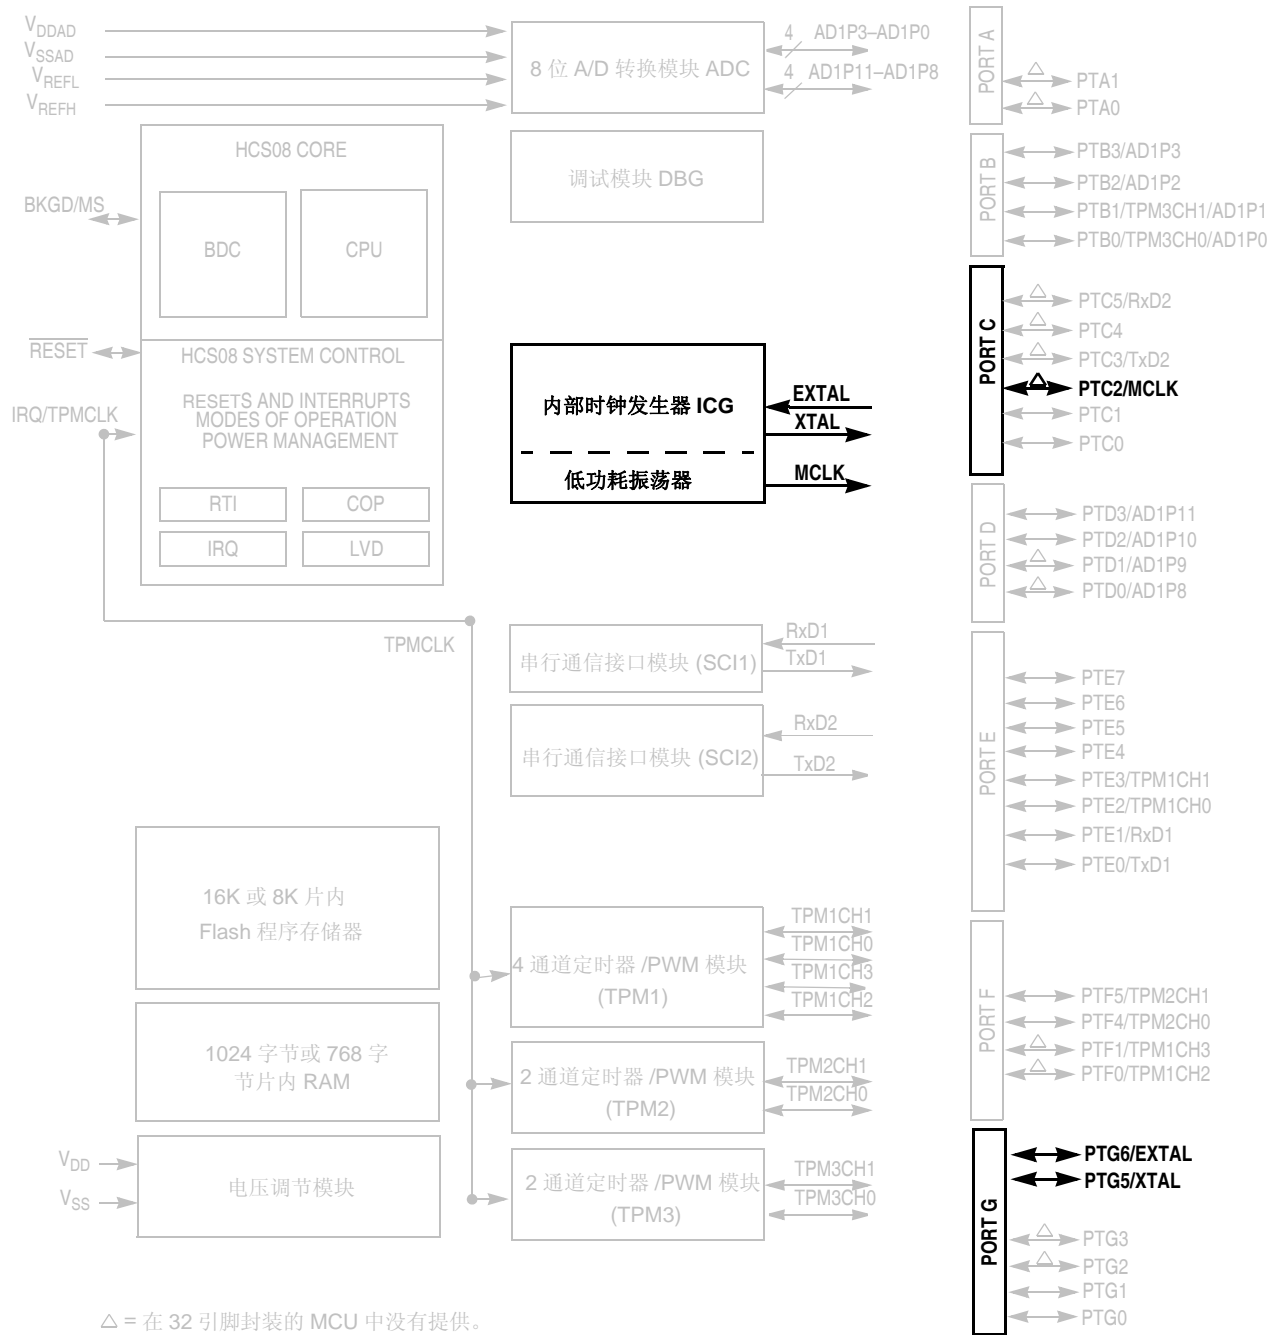 VDDAD
VSSAD
VREFL
VREFH
8 位 A/D 转换模块 ADC
4 AD1P3–AD1P0
4 AD1P11–AD1P8
PORT A
PTA1
PTA0
HCS08 CORE
BDC
CPU
BKGD/MS
调试模块 DBG
PORT B
PTB3/AD1P3
PTB2/AD1P2
PTB1/TPM3CH1/AD1P1
PTB0/TPM3CH0/AD1P0
RESET
IRQ/TPMCLK
HCS08 SYSTEM CONTROL
RESETS AND INTERRUPTS
MODES OF OPERATION
POWER MANAGEMENT
RTI
COP
IRQ
LVD
内部时钟发生器 ICG
低功耗振荡器
EXTAL
XTAL
MCLK
PORT C
PTC5/RxD2
PTC4
PTC3/TxD2
PTC2/MCLK
PTC1
PTC0
PORT D
PTD3/AD1P11
PTD2/AD1P10
PTD1/AD1P9
PTD0/AD1P8
TPMCLK
串行通信接口模块 (SCI1)
RxD1
TxD1
串行通信接口模块 (SCI2)
RxD2
TxD2
PORT E
PTE7
PTE6
PTE5
PTE4
PTE3/TPM1CH1
PTE2/TPM1CH0
PTE1/RxD1
PTE0/TxD1
16K 或 8K 片内
Flash 程序存储器
4 通道定时器 /PWM 模块
(TPM1)
TPM1CH1
TPM1CH0
TPM1CH3
TPM1CH2
PORT F
PTF5/TPM2CH1
PTF4/TPM2CH0
PTF1/TPM1CH3
PTF0/TPM1CH2
1024 字节或 768 字
节片内 RAM
2 通道定时器 /PWM 模块
(TPM2)
TPM2CH1
TPM2CH0
VDD
VSS
电压调节模块
2 通道定时器 /PWM 模块
(TPM3)
TPM3CH1
TPM3CH0
PORT G
PTG6/EXTAL
PTG5/XTAL
PTG3
PTG2
PTG1
PTG0
△ = 在 32 引脚封装的 MCU 中没有提供。